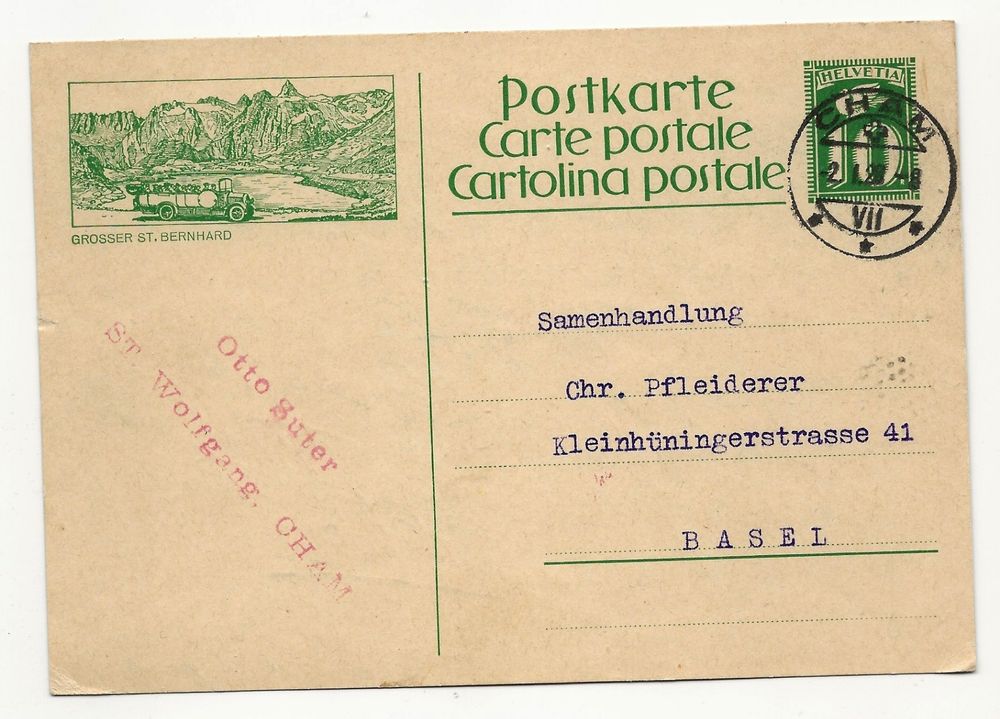 Postkarte
Carte postale
Cartolina postale
HELVETIA
10
CHAM
VII
GROSSER ST. BERNHARD
Otto Suter
ST. Wolfgang, CHAM
Samenhandlung
Chr. Pfleiderer
Kleinhüningerstrasse 41
BASEL